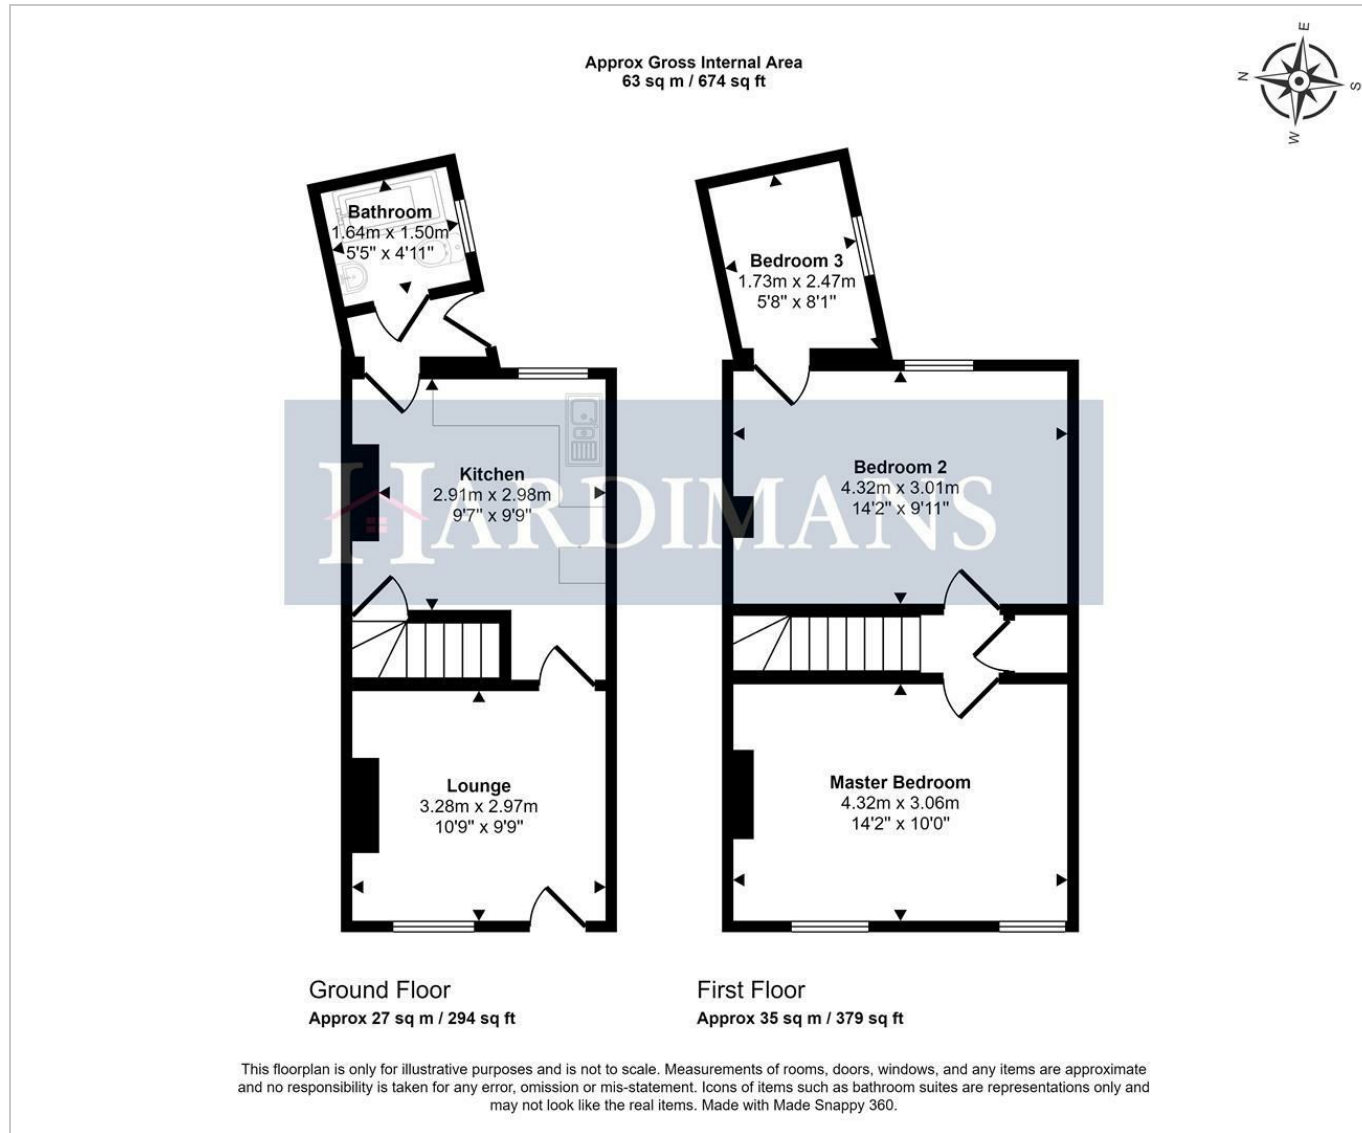 Approx Gross Internal Area
63 sq m / 674 sq ft
E
N
S
W
Bathroom
1.64m x 1.50m
5'5" x 4'11"
Bedroom 3
1.73m x 2.47m
5'8" x 8'1"
Kitchen
2.91m x 2.98m
9'7" x 9'9"
Bedroom 2
4.32m x 3.01m
14'2" x 9'11"
HARDIMANS
Lounge
3.28m x 2.97m
10'9" x 9'9"
Master Bedroom
4.32m x 3.06m
14'2" x 10'0"
Ground Floor
Approx 27 sq m / 294 sq ft
First Floor
Approx 35 sq m / 379 sq ft
This floorplan is only for illustrative purposes and is not to scale. Measurements of rooms, doors, windows, and any items are approximate
and no responsibility is taken for any error, omission or mis-statement. Icons of items such as bathroom suites are representations only and
may not look like the real items. Made with Made Snappy 360.